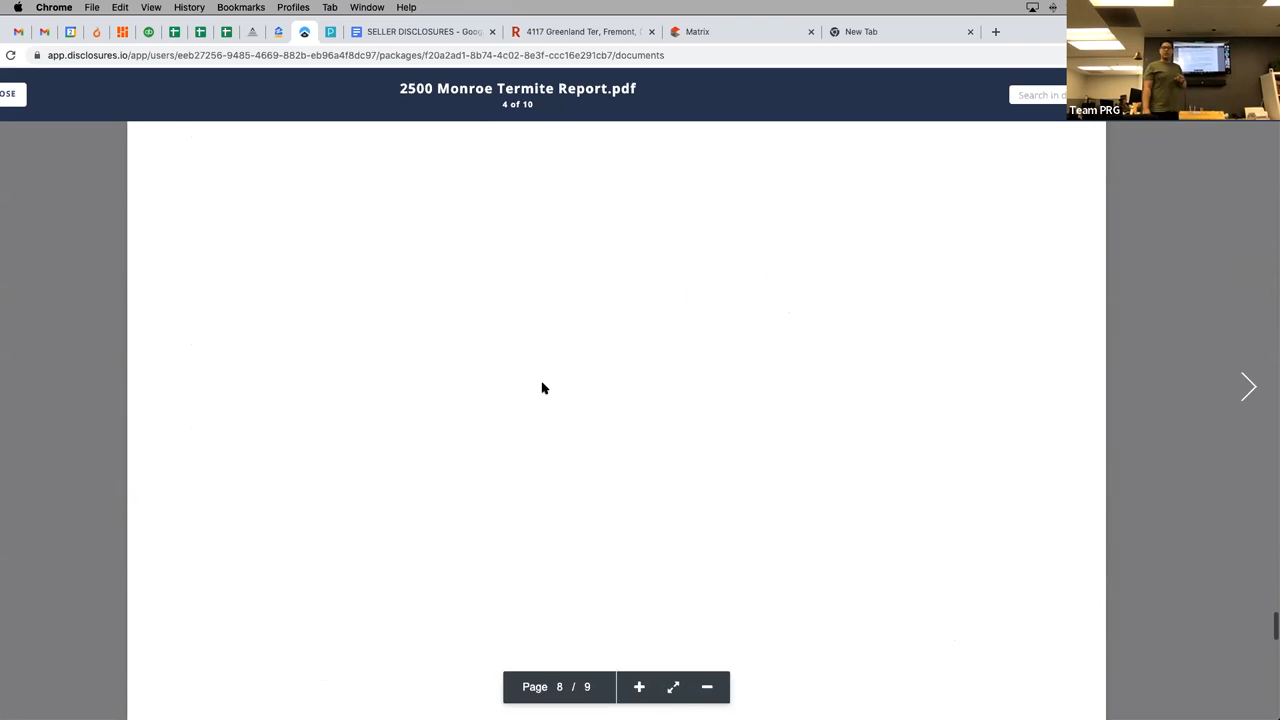 Chrome File Edit View History Bookmarks Profiles Tab Window Help
SELLER DISCLOSURES - Goog
4117 Greenland Ter, Fremont, C
Matrix
New Tab
app.disclosures.io/app/users/eeb27256-9485-4669-882b-eb96a4f8dc97/packages/f20a2ad1-8b74-4c02-8e3f-ccc16e291cb7/documents
OSE
2500 Monroe Termite Report.pdf
4 of 10
Search in d
Team PRG
Page 8 / 9